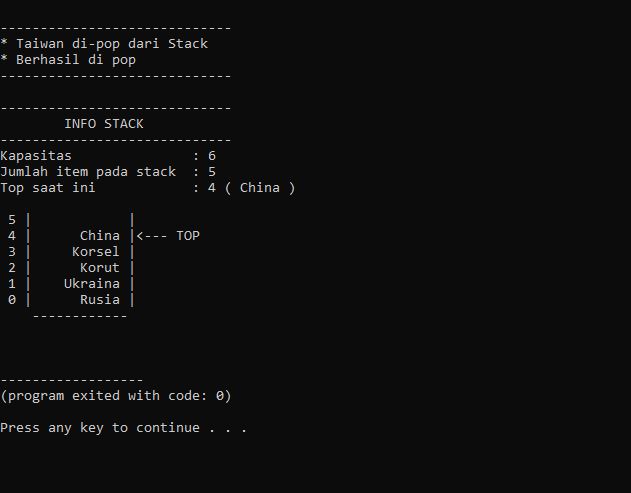 -----------------------------
* Taiwan di-pop dari Stack
* Berhasil di pop
-----------------------------
-----------------------------
        INFO STACK
-----------------------------
Kapasitas               : 6
Jumlah item pada stack  : 5
Top saat ini            : 4 ( China )
 5 |            |
 4 |      China |<--- TOP
 3 |     Korsel |
 2 |      Korut |
 1 |    Ukraina |
 0 |      Rusia |
    ------------
------------------
(program exited with code: 0)
Press any key to continue . . .